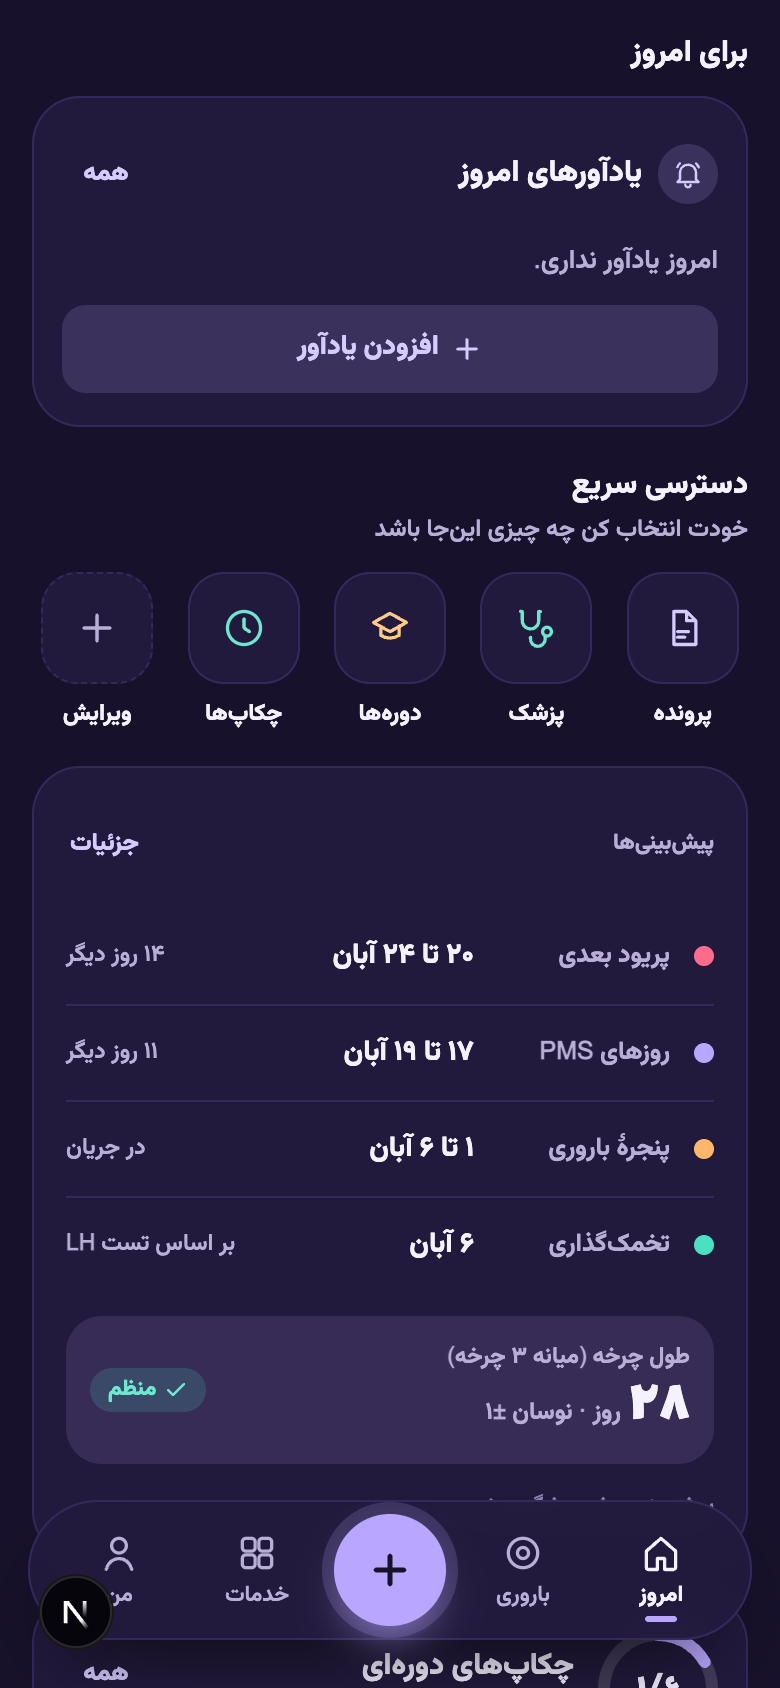 برای امروز
یادآورهای امروز
همه
امروز یادآور نداری.
افزودن یادآور
دسترسی سریع
خودت انتخاب کن چه چیزی این‌جا باشد
پرونده
پزشک
دوره‌ها
چکاپ‌ها
ویرایش
پیش‌بینی‌ها
جزئیات
پریود بعدی
۲۰ تا ۲۴ آبان
۱۴ روز دیگر
روزهای PMS
۱۷ تا ۱۹ آبان
۱۱ روز دیگر
پنجرهٔ باروری
۱ تا ۶ آبان
در جریان
تخمک‌گذاری
۶ آبان
بر اساس تست LH
طول چرخه (میانه ۳ چرخه)
۲۸ روز · نوسان ±۱
منظم
امروز
باروری
خدمات
من
N
چکاپ‌های دوره‌ای
همه